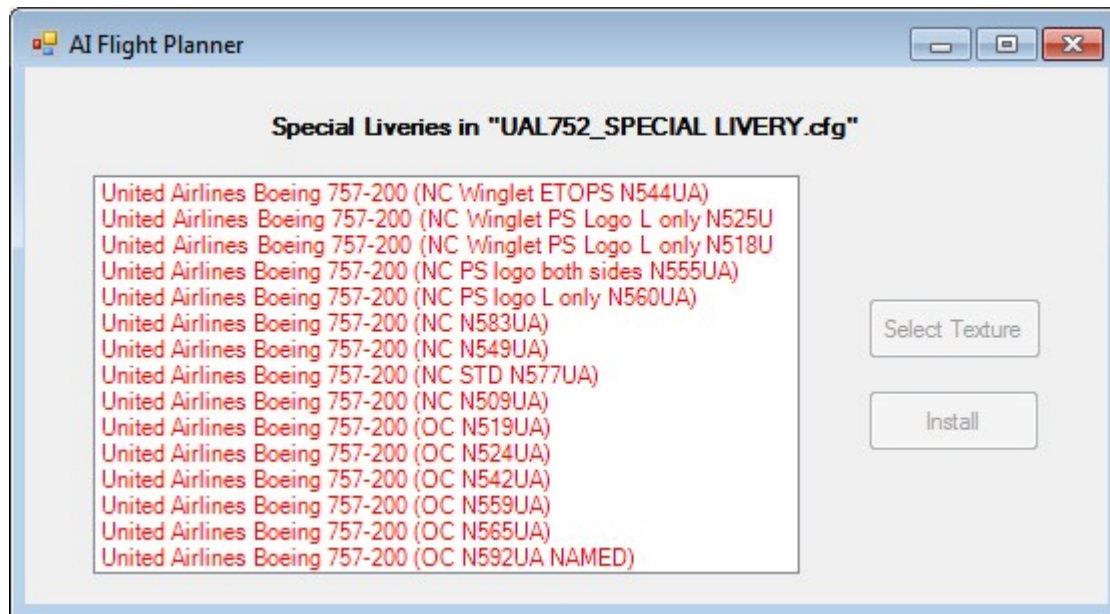 AI Flight Planner
Special Liveries in "UAL752_SPECIAL LIVERY.cfg"
United Airlines Boeing 757-200 (NC Winglet ETOPS N544UA)
United Airlines Boeing 757-200 (NC Winglet PS Logo L only N525U
United Airlines Boeing 757-200 (NC Winglet PS Logo L only N518U
United Airlines Boeing 757-200 (NC PS logo both sides N555UA)
United Airlines Boeing 757-200 (NC PS logo L only N560UA)
United Airlines Boeing 757-200 (NC N583UA)
United Airlines Boeing 757-200 (NC N549UA)
United Airlines Boeing 757-200 (NC STD N577UA)
United Airlines Boeing 757-200 (NC N509UA)
United Airlines Boeing 757-200 (OC N519UA)
United Airlines Boeing 757-200 (OC N524UA)
United Airlines Boeing 757-200 (OC N542UA)
United Airlines Boeing 757-200 (OC N559UA)
United Airlines Boeing 757-200 (OC N565UA)
United Airlines Boeing 757-200 (OC N592UA NAMED)
Select Texture
Install